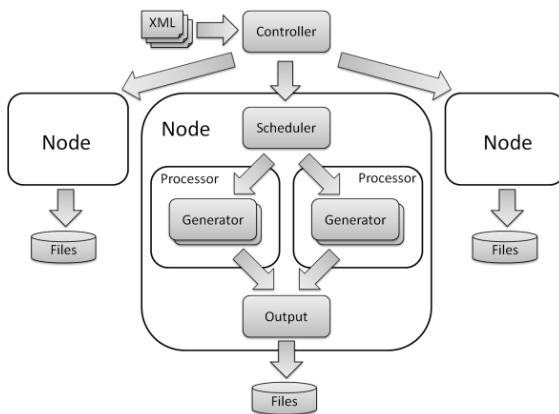 XML
Controller
Node
Node
Scheduler
Node
Processor
Processor
Generator
Generator
Files
Files
Output
Files